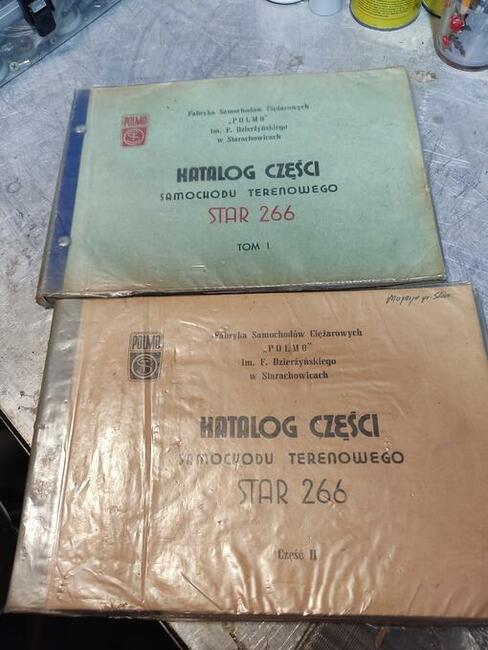 POLMO
Fabryka Samochodów Ciężarowych
„POLMO"
im. F. Dzierżyńskiego
w Starachowicach
KATALOG CZĘŚCI
SAMOCHODU TERENOWEGO
STAR 266
TOM I
POLMO
Fabryka Samochodów Ciężarowych
„POLMO"
im. F. Dzierżyńskiego
w Starachowicach
KATALOG CZĘŚCI
SAMOCHODU TERENOWEGO
STAR 266
Część II